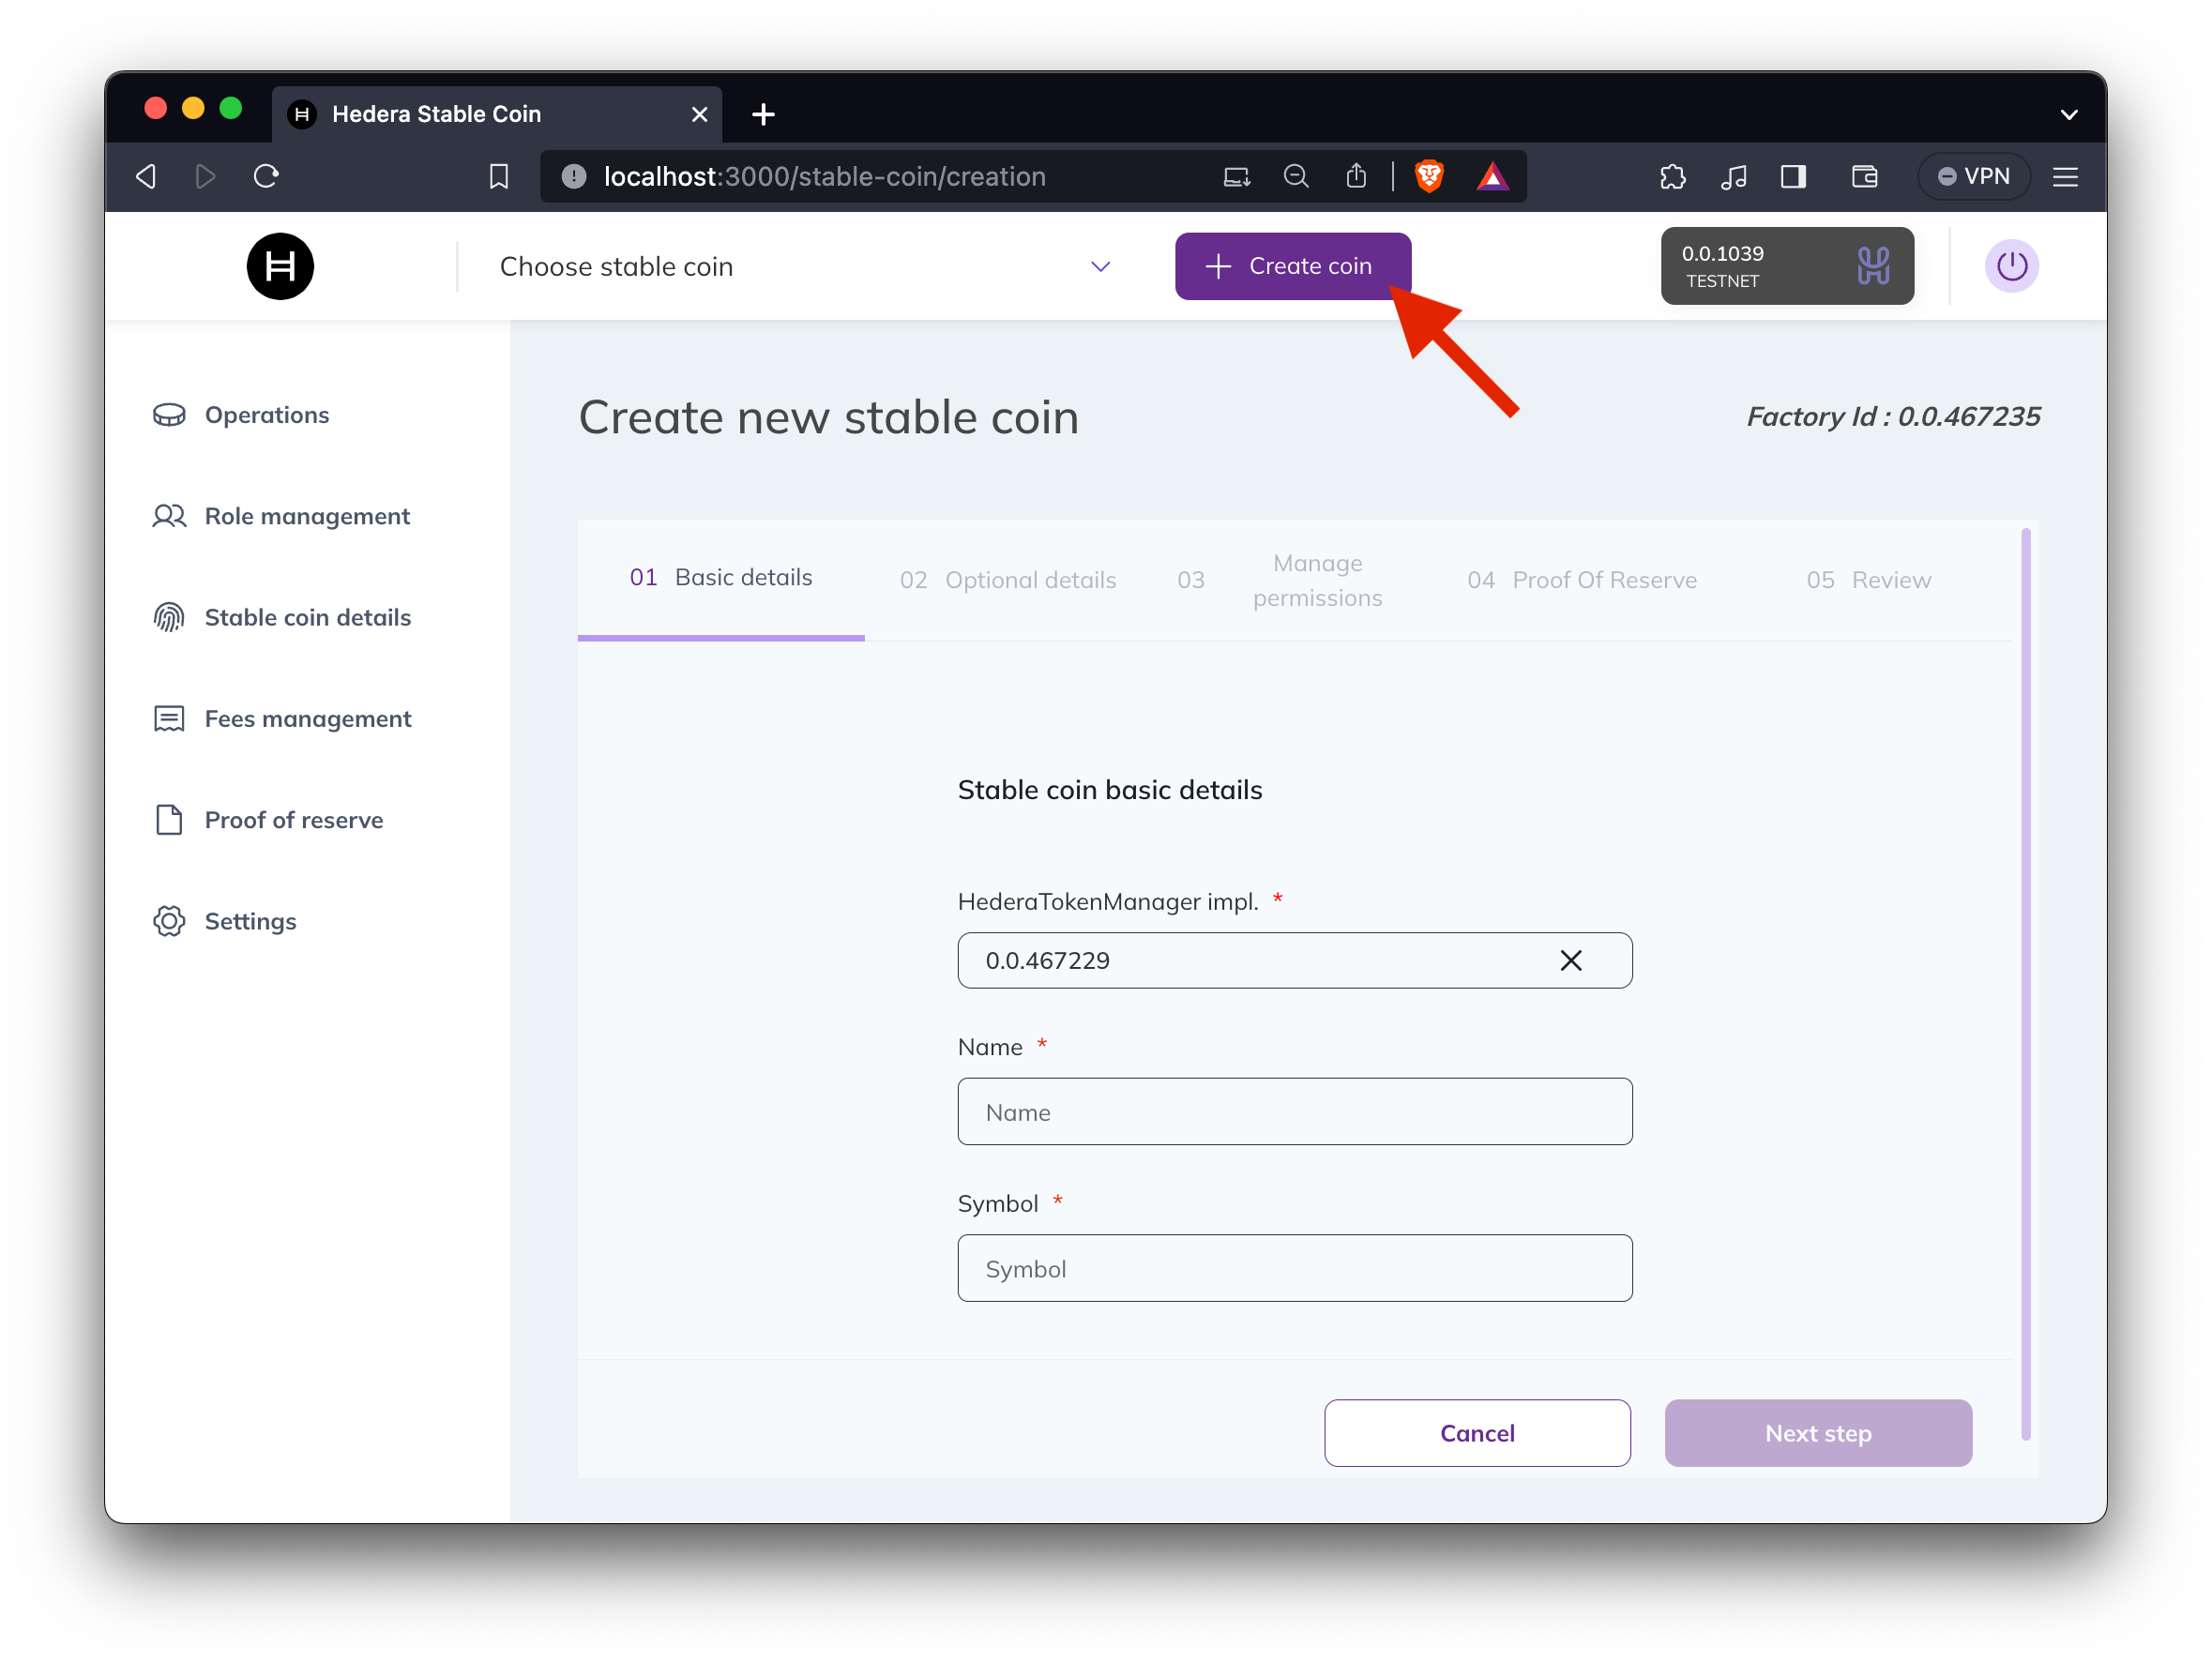 Hedera Stable Coin
localhost:3000/stable-coin/creation
VPN
Choose stable coin
Create coin
0.0.1039
TESTNET
Operations
Role management
Stable coin details
Fees management
Proof of reserve
Settings
Create new stable coin
Factory Id : 0.0.467235
01 Basic details
02 Optional details
03 Manage
permissions
04 Proof Of Reserve
05 Review
Stable coin basic details
HederaTokenManager impl. *
0.0.467229
Name *
Name
Symbol *
Symbol
Cancel
Next step